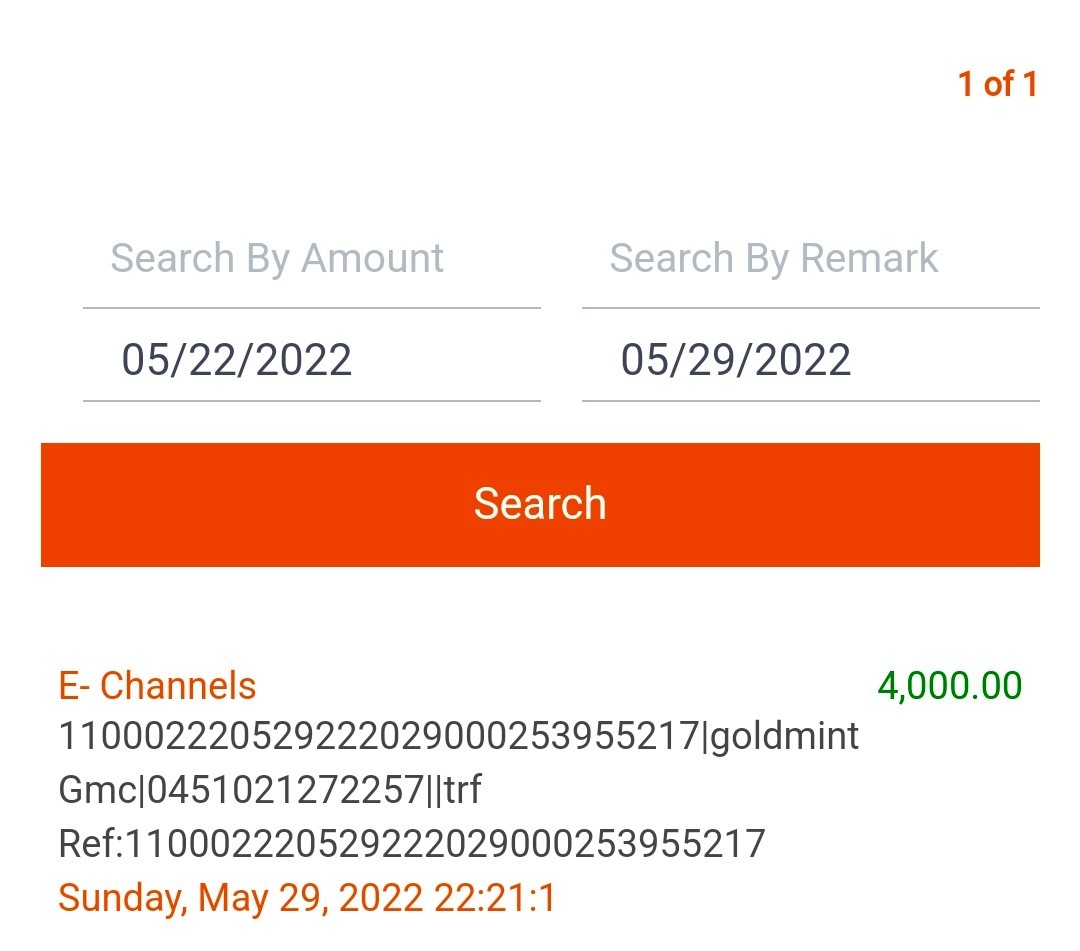 1 of 1
Search By Amount
Search By Remark
05/22/2022
05/29/2022
Search
E- Channels
4,000.00
110002220529222029000253955217|goldmint
Gmc|0451021272257||trf
Ref:110002220529222029000253955217
Sunday, May 29, 2022 22:21:1